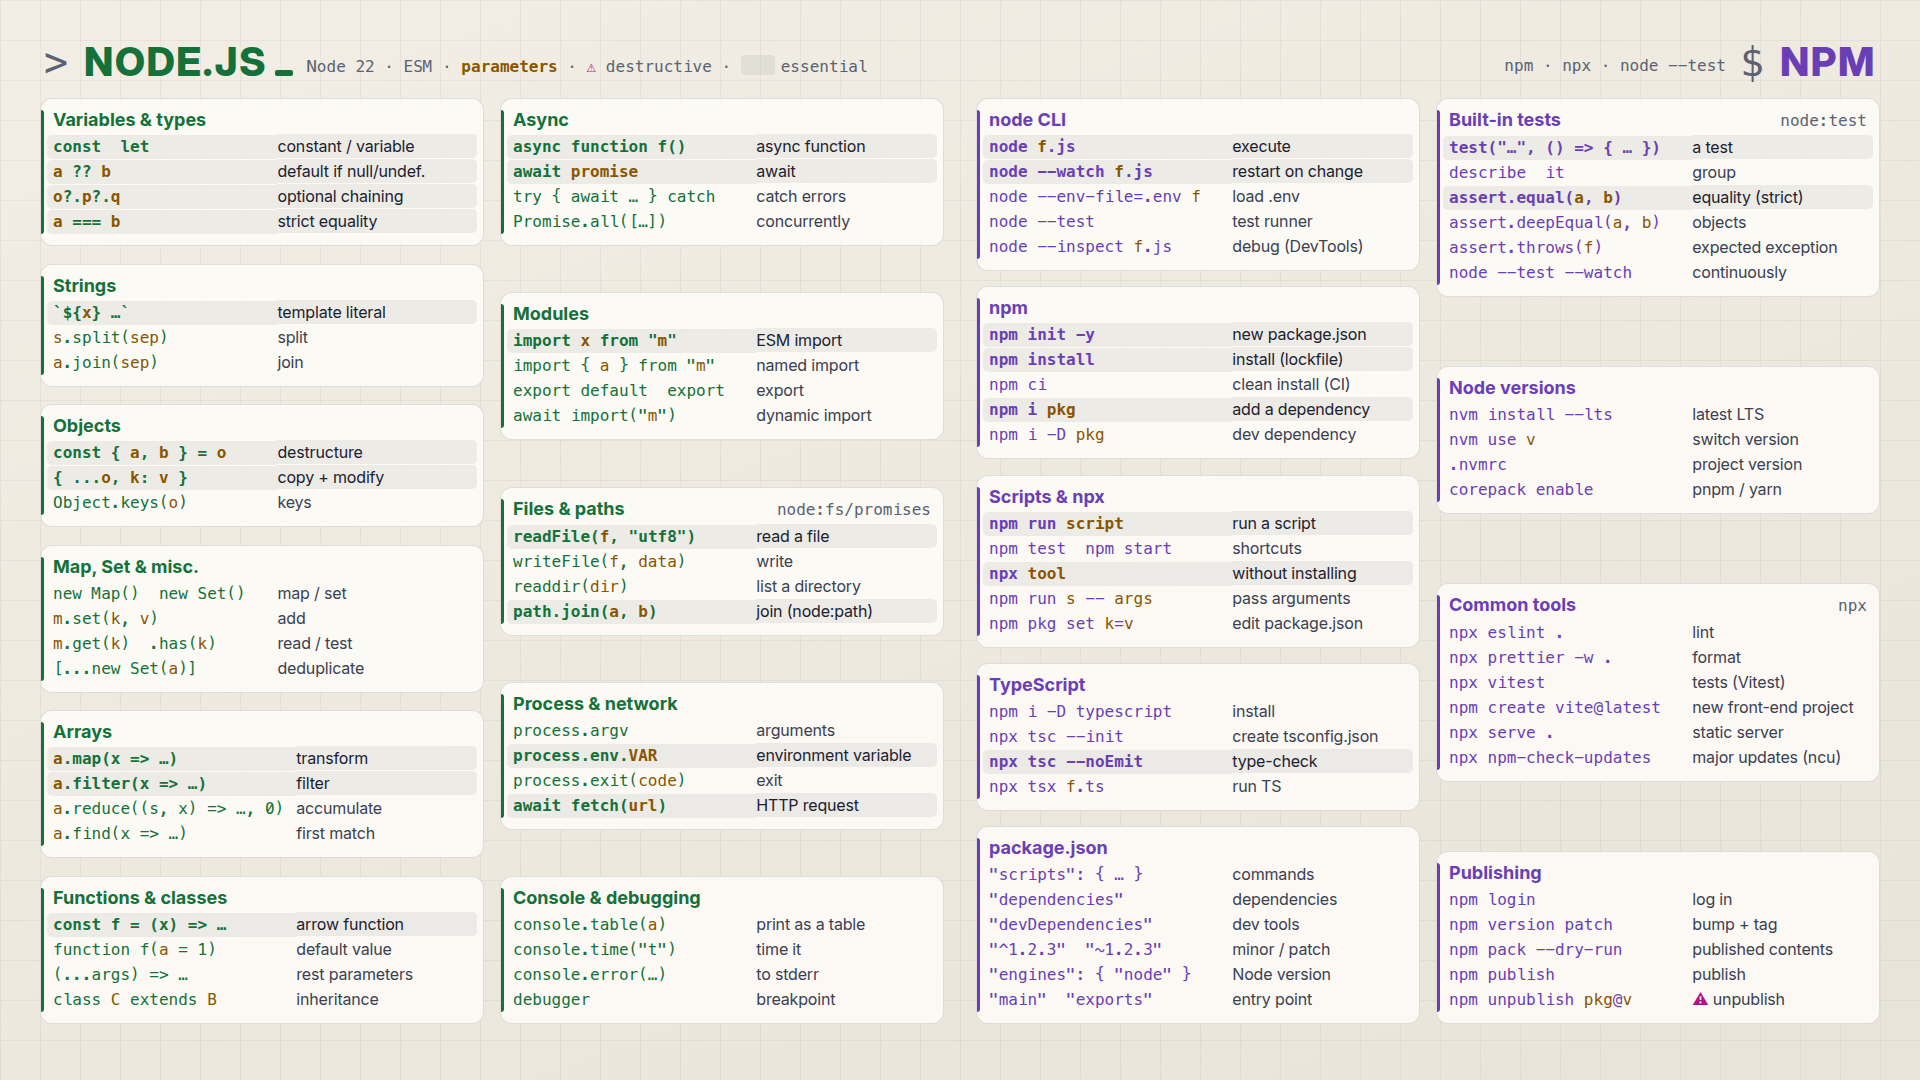 > NODE.JS_ Node 22 · ESM · parameters · ⚠ destructive · essential
npm · npx · node --test $ NPM
Variables & types
const let constant / variable
a ?? b default if null/undef.
o?.p?.q optional chaining
a === b strict equality
Strings
`${x} …` template literal
s.split(sep) split
a.join(sep) join
Objects
const { a, b } = o destructure
{ ...o, k: v } copy + modify
Object.keys(o) keys
Map, Set & misc.
new Map() new Set() map / set
m.set(k, v) add
m.get(k) .has(k) read / test
[...new Set(a)] deduplicate
Arrays
a.map(x => …) transform
a.filter(x => …) filter
a.reduce((s, x) => …, 0) accumulate
a.find(x => …) first match
Functions & classes
const f = (x) => … arrow function
function f(a = 1) default value
(...args) => … rest parameters
class C extends B inheritance
Async
async function f() async function
await promise await
try { await … } catch catch errors
Promise.all([…]) concurrently
Modules
import x from "m" ESM import
import { a } from "m" named import
export default export export
await import("m") dynamic import
Files & paths node:fs/promises
readFile(f, "utf8") read a file
writeFile(f, data) write
readdir(dir) list a directory
path.join(a, b) join (node:path)
Process & network
process.argv arguments
process.env.VAR environment variable
process.exit(code) exit
await fetch(url) HTTP request
Console & debugging
console.table(a) print as a table
console.time("t") time it
console.error(…) to stderr
debugger breakpoint
node CLI
node f.js execute
node --watch f.js restart on change
node --env-file=.env f load .env
node --test test runner
node --inspect f.js debug (DevTools)
npm
npm init -y new package.json
npm install install (lockfile)
npm ci clean install (CI)
npm i pkg add a dependency
npm i -D pkg dev dependency
Scripts & npx
npm run script run a script
npm test npm start shortcuts
npx tool without installing
npm run s -- args pass arguments
npm pkg set k=v edit package.json
TypeScript
npm i -D typescript install
npx tsc --init create tsconfig.json
npx tsc --noEmit type-check
npx tsx f.ts run TS
package.json
"scripts": { … } commands
"dependencies" dependencies
"devDependencies" dev tools
"^1.2.3" "~1.2.3" minor / patch
"engines": { "node" } Node version
"main" "exports" entry point
Built-in tests node:test
test("…", () => { … }) a test
describe it group
assert.equal(a, b) equality (strict)
assert.deepEqual(a, b) objects
assert.throws(f) expected exception
node --test --watch continuously
Node versions
nvm install --lts latest LTS
nvm use v switch version
.nvmrc project version
corepack enable pnpm / yarn
Common tools npx
npx eslint . lint
npx prettier -w . format
npx vitest tests (Vitest)
npm create vite@latest new front-end project
npx serve . static server
npx npm-check-updates major updates (ncu)
Publishing
npm login log in
npm version patch bump + tag
npm pack --dry-run published contents
npm publish publish
npm unpublish pkg@v ⚠ unpublish